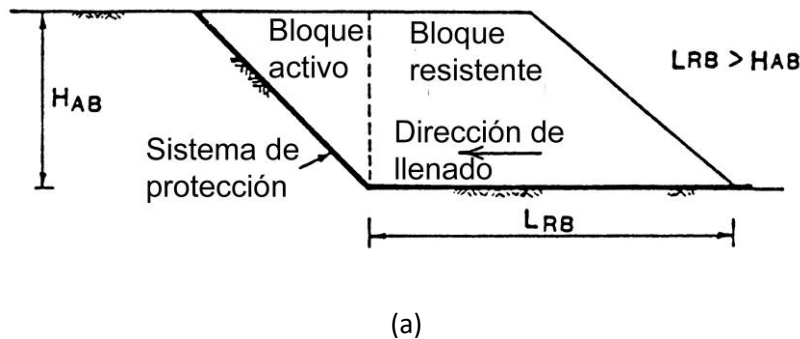 Bloque
activo
Bloque
resistente
LRB > HAB
HAB
Dirección de
llenado
Sistema de
protección
LRB
(a)